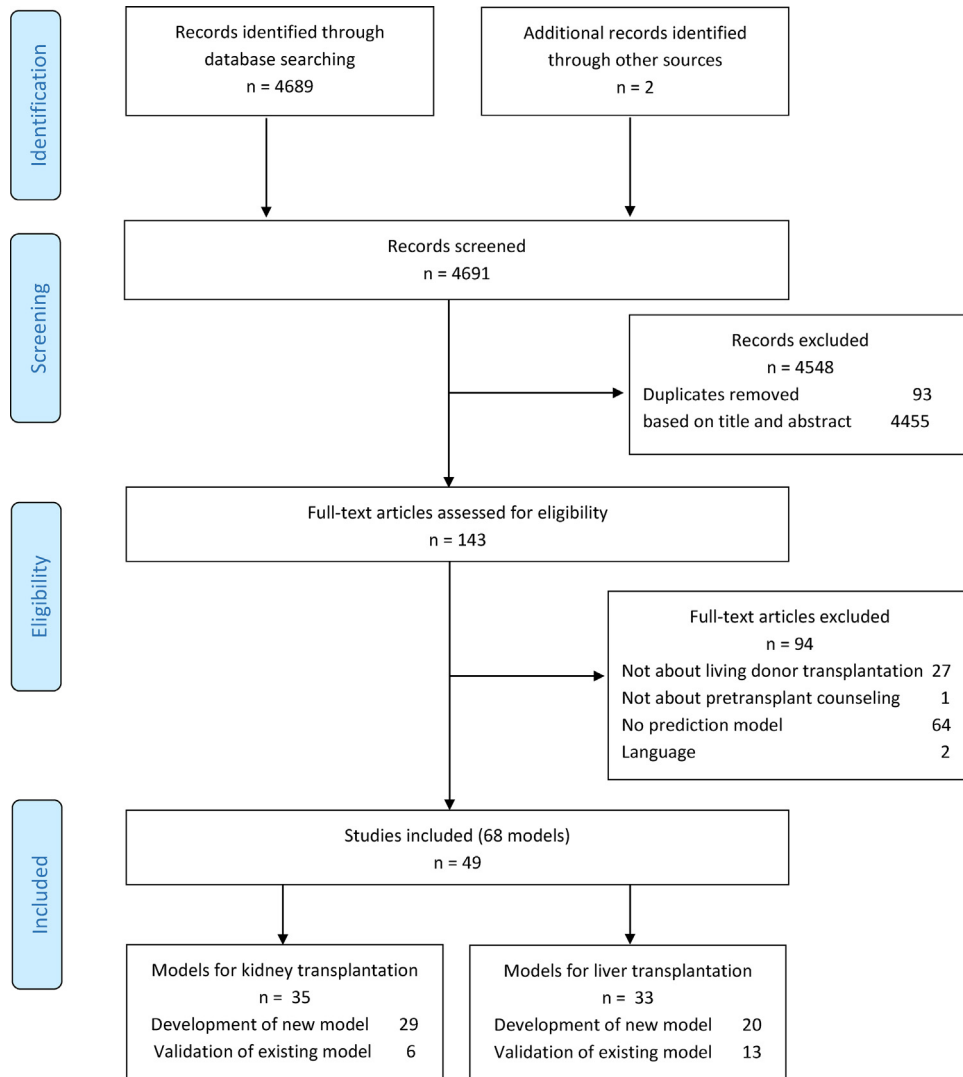 Identification
Records identified through
database searching
n = 4689
Additional records identified
through other sources
n = 2
Screening
Records screened
n = 4691
Records excluded
n = 4548
Duplicates removed 93
based on title and abstract 4455
Eligibility
Full-text articles assessed for eligibility
n = 143
Full-text articles excluded
n = 94
Not about living donor transplantation 27
Not about pretransplant counseling 1
No prediction model 64
Language 2
Included
Studies included (68 models)
n = 49
Models for kidney transplantation
n = 35
Development of new model 29
Validation of existing model 6
Models for liver transplantation
n = 33
Development of new model 20
Validation of existing model 13